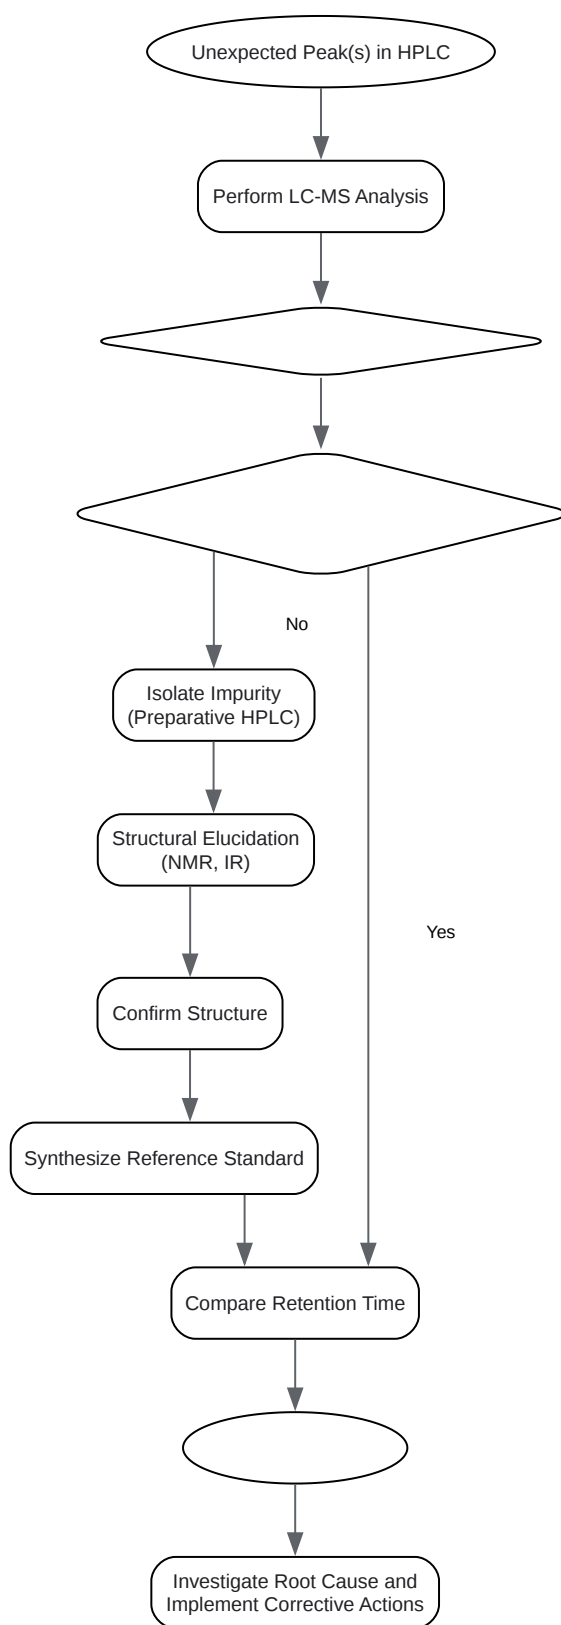 Unexpected Peak(s) in HPLC
Perform LC-MS Analysis
No
Isolate Impurity
(Preparative HPLC)
Structural Elucidation
(NMR, IR)
Yes
Confirm Structure
Synthesize Reference Standard
Compare Retention Time
Investigate Root Cause and
Implement Corrective Actions